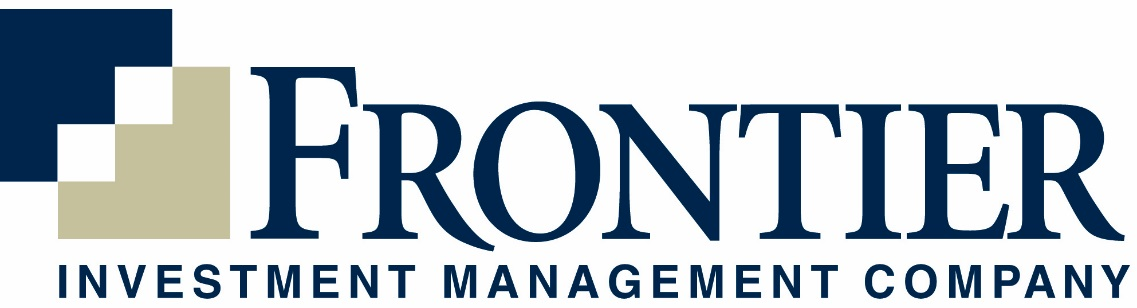 FRONTIER
INVESTMENT MANAGEMENT COMPANY